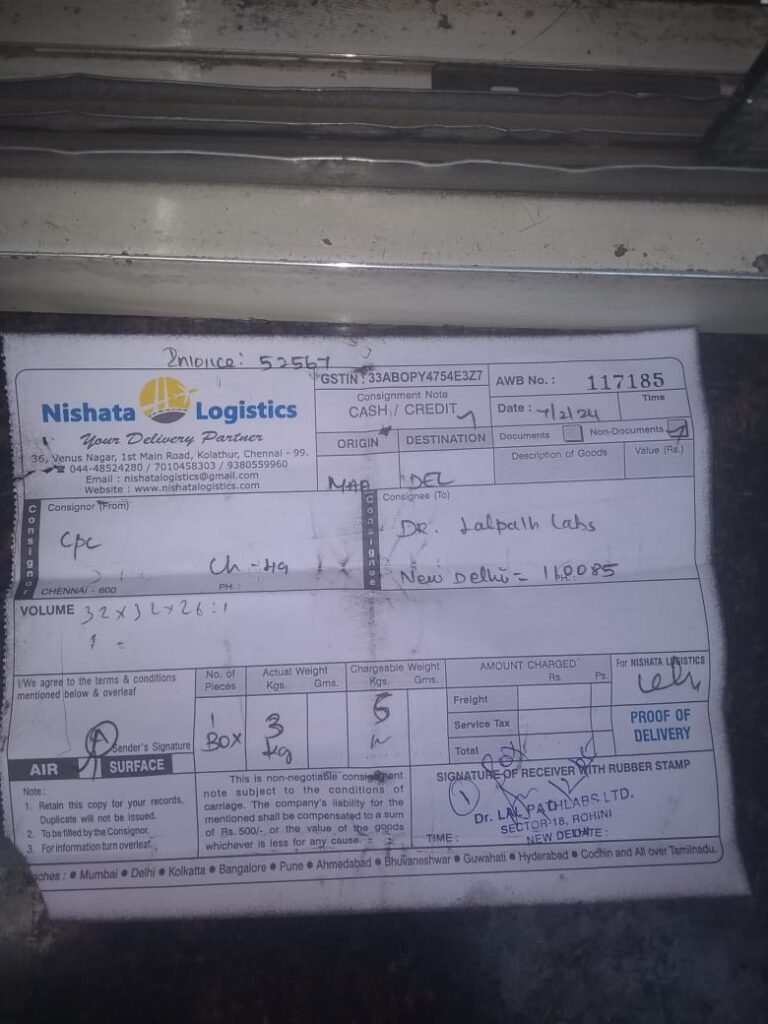 Invoice: 52567
Nishata Logistics
Your Delivery Partner
36, Venus Nagar, 1st Main Road, Kolathur, Chennai - 99.
044-48524280 / 7010458303 / 9380559960
Email : nishatalogistics@gmail.com
Website : www.nishatalogistics.com
GSTIN : 33ABOPY4754E3Z7
Consignment Note
CASH / CREDIT
ORIGIN DESTINATION
MAA DEL
AWB No. : 117185
Date : 7/2/24 Time
Documents Non-Documents
Description of Goods Value (Rs.)
Consignor
Consignor (From)
CPC
Ch - 49
CHENNAI - 600 PH. :
Consignee
Consignee (To)
DR. Lalpath Labs
New Delhi = 110085
PH. :
VOLUME 32 x 32 x 26 : 1
I/We agree to the terms & conditions
mentioned below & overleaf
Sender's Signature
AIR SURFACE
No. of
Pieces
1
BOX
Actual Weight
Kgs. Gms.
3
kg
Chargeable Weight
Kgs. Gms.
5
AMOUNT CHARGED
Rs. Ps.
Freight
Service Tax
Total
For NISHATA LOGISTICS
PROOF OF
DELIVERY
Note:
1. Retain this copy for your records.
Duplicate will not be issued.
2. To be filled by the Consignor.
3. For information turn overleaf.
This is non-negotiable consignment
note subject to the conditions of
carriage. The company's liability for the
mentioned shall be compensated to a sum
of Rs. 500/- or the value of the goods
whichever is less for any cause.
SIGNATURE OF RECEIVER WITH RUBBER STAMP
1
Dr. LAL PATHLABS LTD.
SECTOR-18, ROHINI
NEW DELHI
TIME : DATE :
ches : • Mumbai • Delhi • Kolkatta • Bangalore • Pune • Ahmedabad • Bhuvaneshwar • Guwahati • Hyderabad • Cochin and All over Tamilnadu.